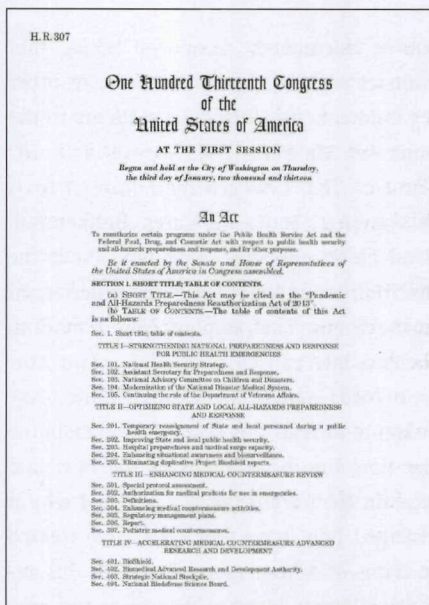 H.R.307
One Hundred Thirteenth Congress
of the
United States of America
AT THE FIRST SESSION
Begun and held at the City of Washington on Thursday,
the third day of January, two thousand and thirteen
An Act
To reauthorize certain programs under the Public Health Service Act and the
Federal Food, Drug, and Cosmetic Act with respect to public health security
and all-hazards preparedness and response, and for other purposes.
Be it enacted by the Senate and House of Representatives of
the United States of America in Congress assembled,
SECTION 1. SHORT TITLE; TABLE OF CONTENTS.
(a) SHORT TITLE.—This Act may be cited as the “Pandemic
and All-Hazards Preparedness Reauthorization Act of 2013”.
(b) TABLE OF CONTENTS.—The table of contents of this Act
is as follows:
Sec. 1. Short title; table of contents.
TITLE I—STRENGTHENING NATIONAL PREPAREDNESS AND RESPONSE
FOR PUBLIC HEALTH EMERGENCIES
Sec. 101. National Health Security Strategy.
Sec. 102. Assistant Secretary for Preparedness and Response.
Sec. 103. National Advisory Committee on Children and Disasters.
Sec. 104. Modernization of the National Disaster Medical System.
Sec. 105. Continuing the role of the Department of Veterans Affairs.
TITLE II—OPTIMIZING STATE AND LOCAL ALL-HAZARDS PREPAREDNESS
AND RESPONSE
Sec. 201. Temporary reassignment of State and local personnel during a public
health emergency.
Sec. 202. Improving State and local public health security.
Sec. 203. Hospital preparedness and medical surge capacity.
Sec. 204. Enhancing situational awareness and biosurveillance.
Sec. 205. Eliminating duplicative Project Bioshield reports.
TITLE III—ENHANCING MEDICAL COUNTERMEASURE REVIEW
Sec. 301. Special protocol assessment.
Sec. 302. Authorization for medical products for use in emergencies.
Sec. 303. Definitions.
Sec. 304. Enhancing medical countermeasure activities.
Sec. 305. Regulatory management plans.
Sec. 306. Report.
Sec. 307. Pediatric medical countermeasures.
TITLE IV—ACCELERATING MEDICAL COUNTERMEASURE ADVANCED
RESEARCH AND DEVELOPMENT
Sec. 401. BioShield.
Sec. 402. Biomedical Advanced Research and Development Authority.
Sec. 403. Strategic National Stockpile.
Sec. 404. National Biodefense Science Board.